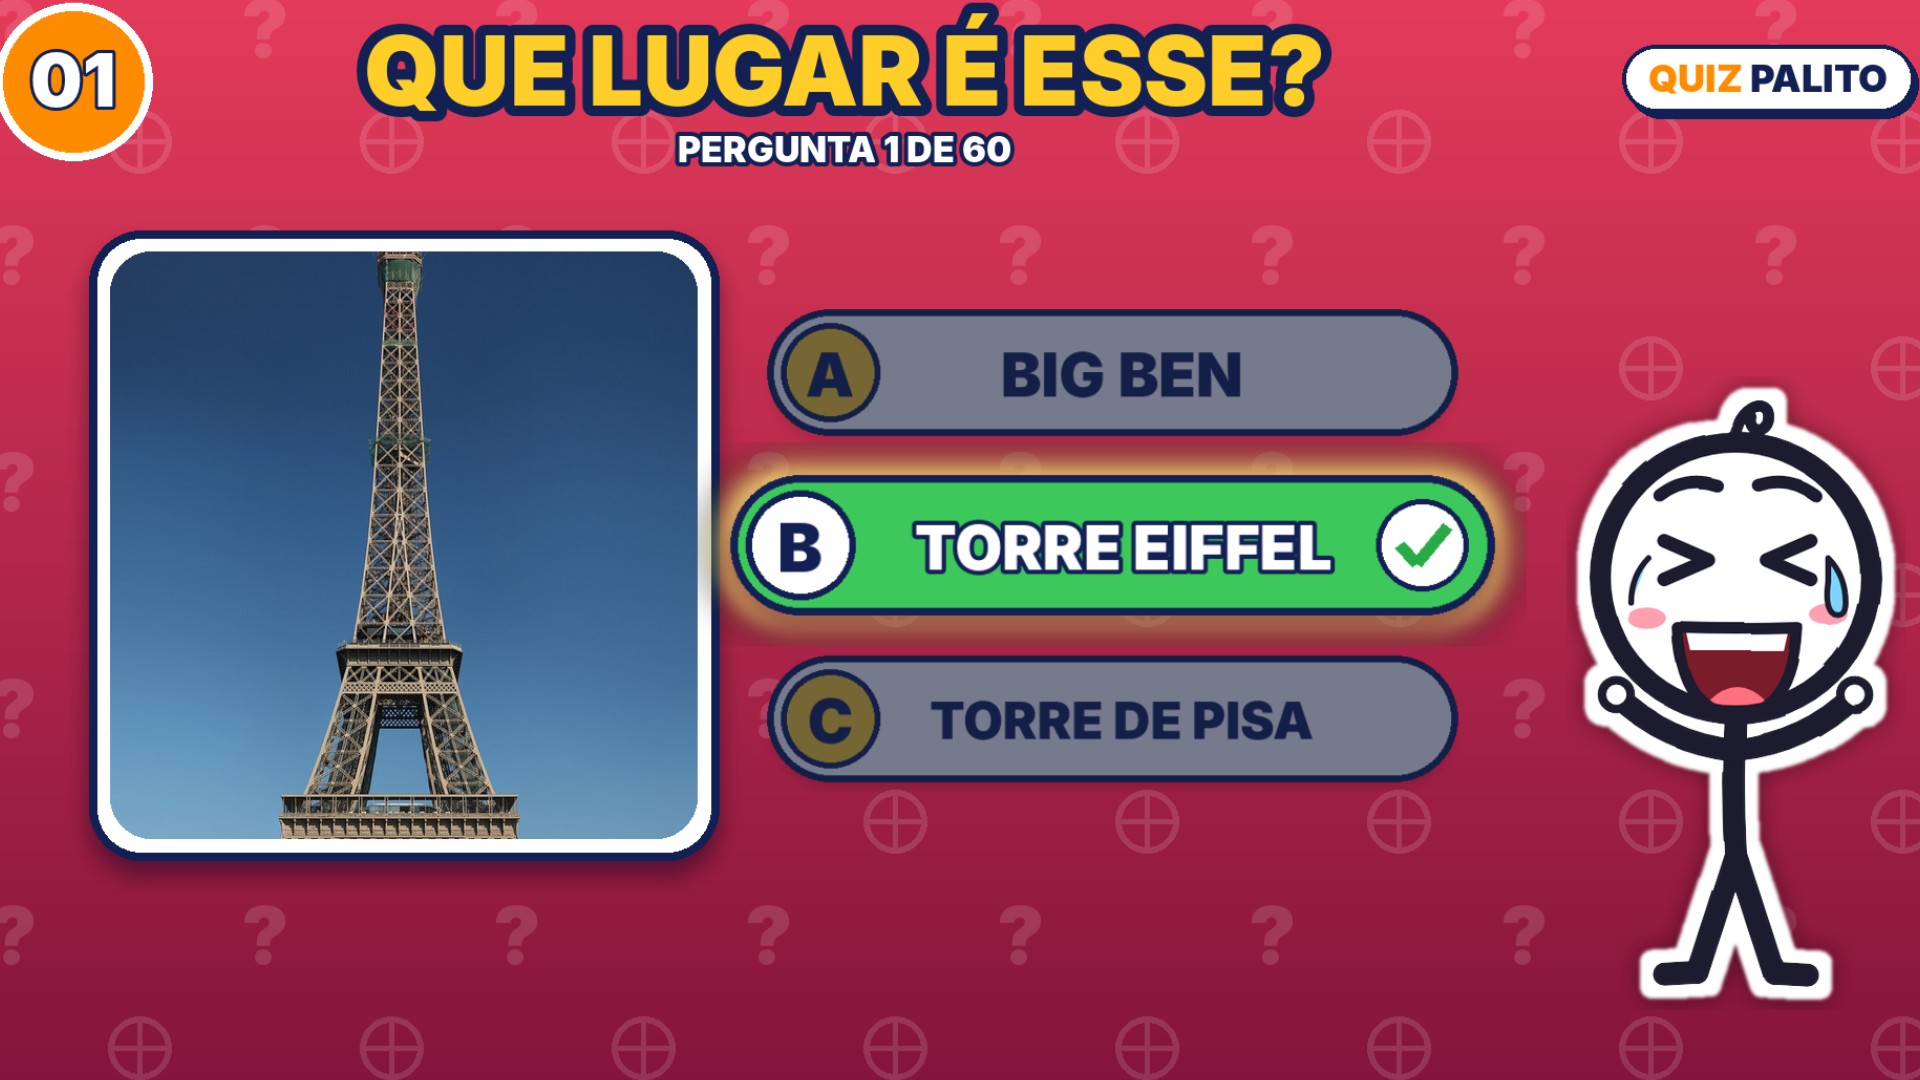 01
QUE LUGAR É ESSE?
QUIZ PALITO
PERGUNTA 1 DE 60
A BIG BEN
B TORRE EIFFEL
C TORRE DE PISA